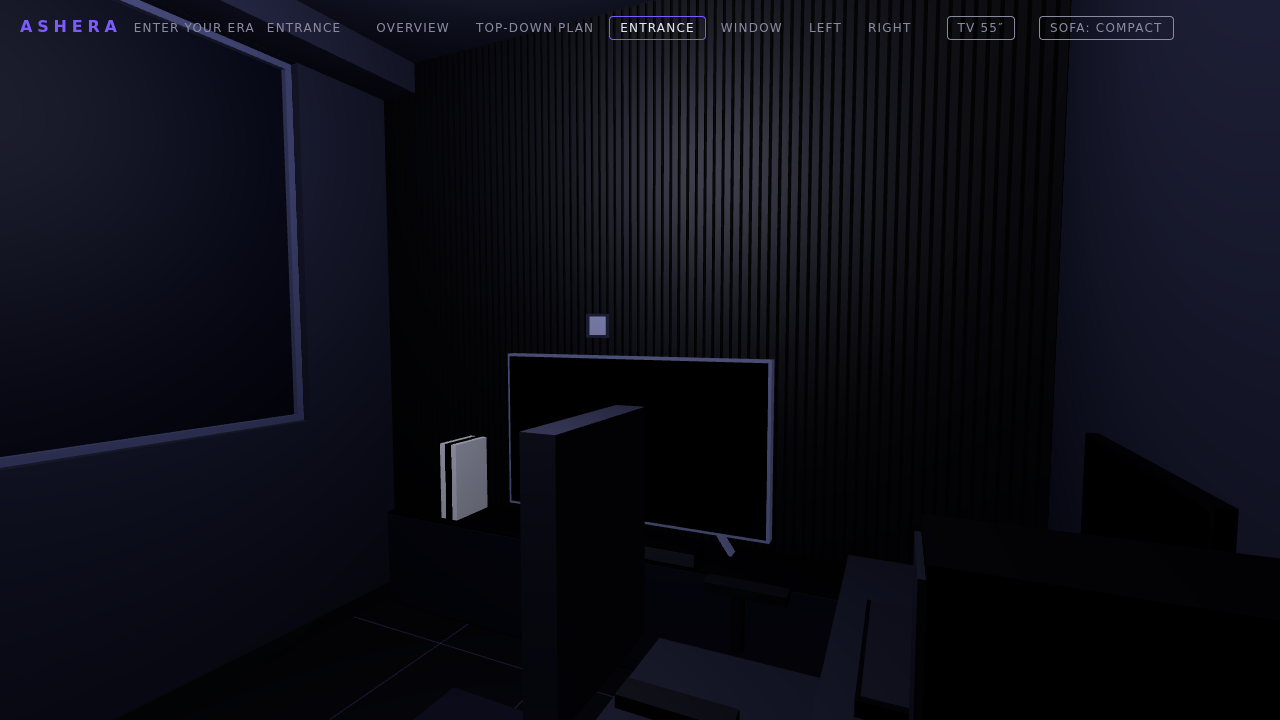 ASHERA ENTER YOUR ERA ENTRANCE OVERVIEW TOP-DOWN PLAN ENTRANCE WINDOW LEFT RIGHT TV 55″ SOFA: COMPACT